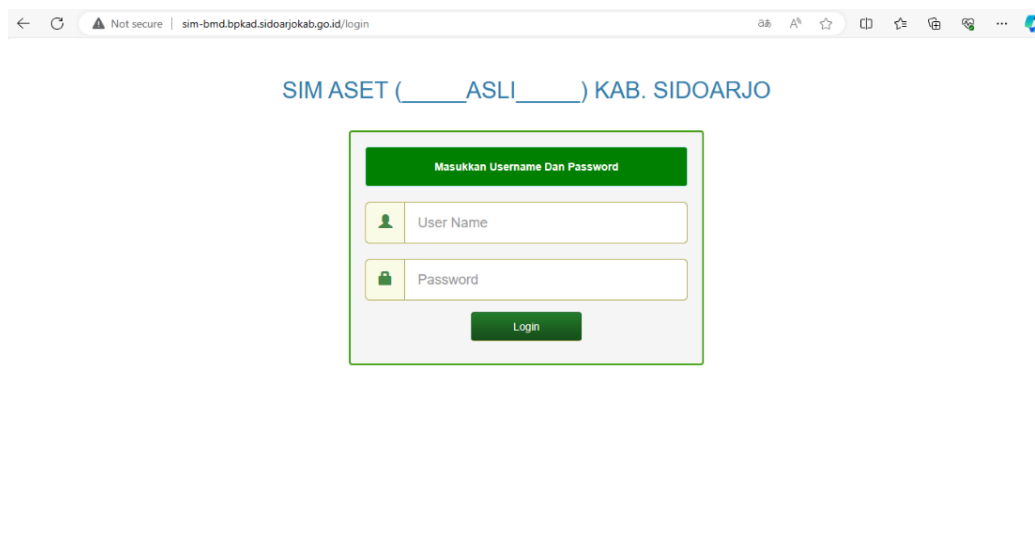 Not secure | sim-bmd.bpkad.sidoarjokab.go.id/login
SIM ASET (_____ASLI_____) KAB. SIDOARJO
Masukkan Username Dan Password
User Name
Password
Login